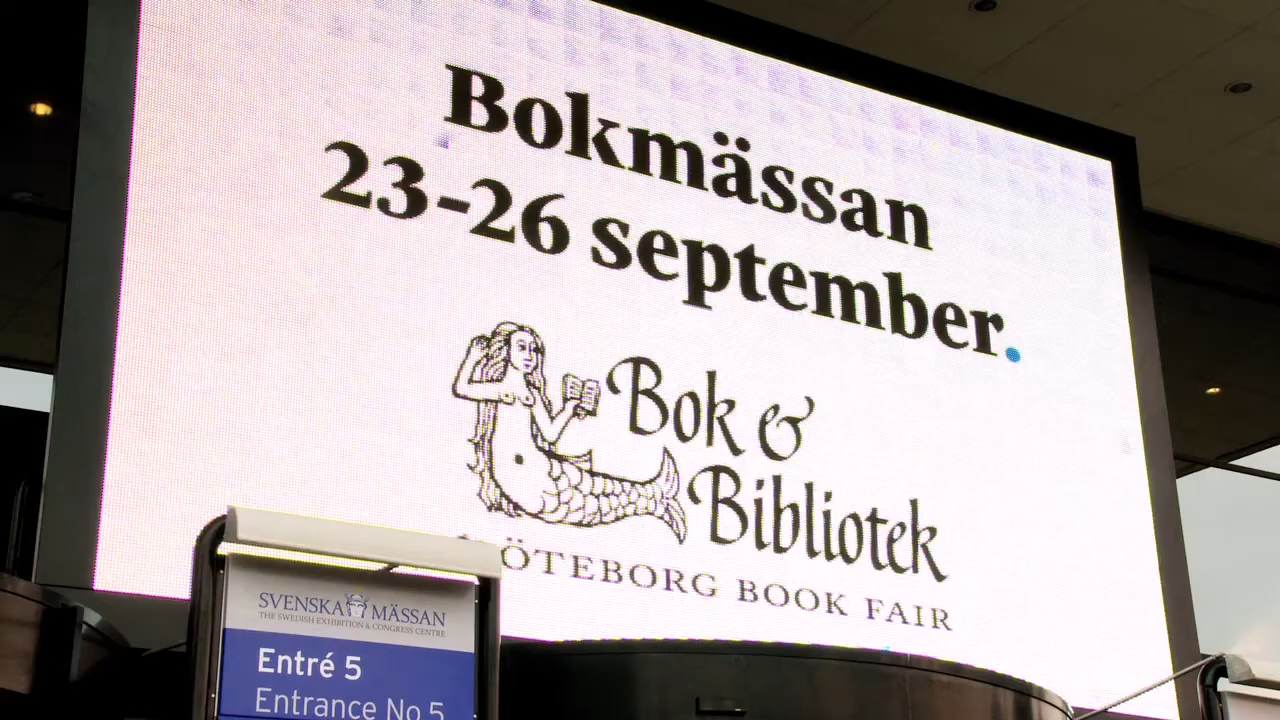 Bokmässan
23-26 september.
Bok &
Bibliotek
GÖTEBORG BOOK FAIR
SVENSKA MÄSSAN
THE SWEDISH EXHIBITION & CONGRESS CENTRE
Entré 5
Entrance No 5